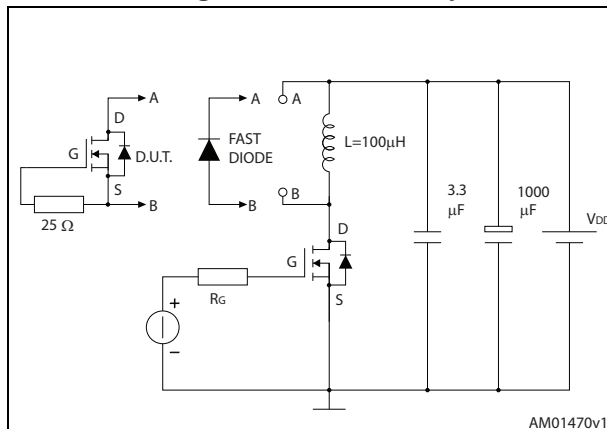 A
D
G
D.U.T.
S
B
25 Ω
A
FAST
DIODE
B
A
L=100μH
B
D
G
S
3.3
μF
1000
μF
VDD
RG
+
–
AM01470v1